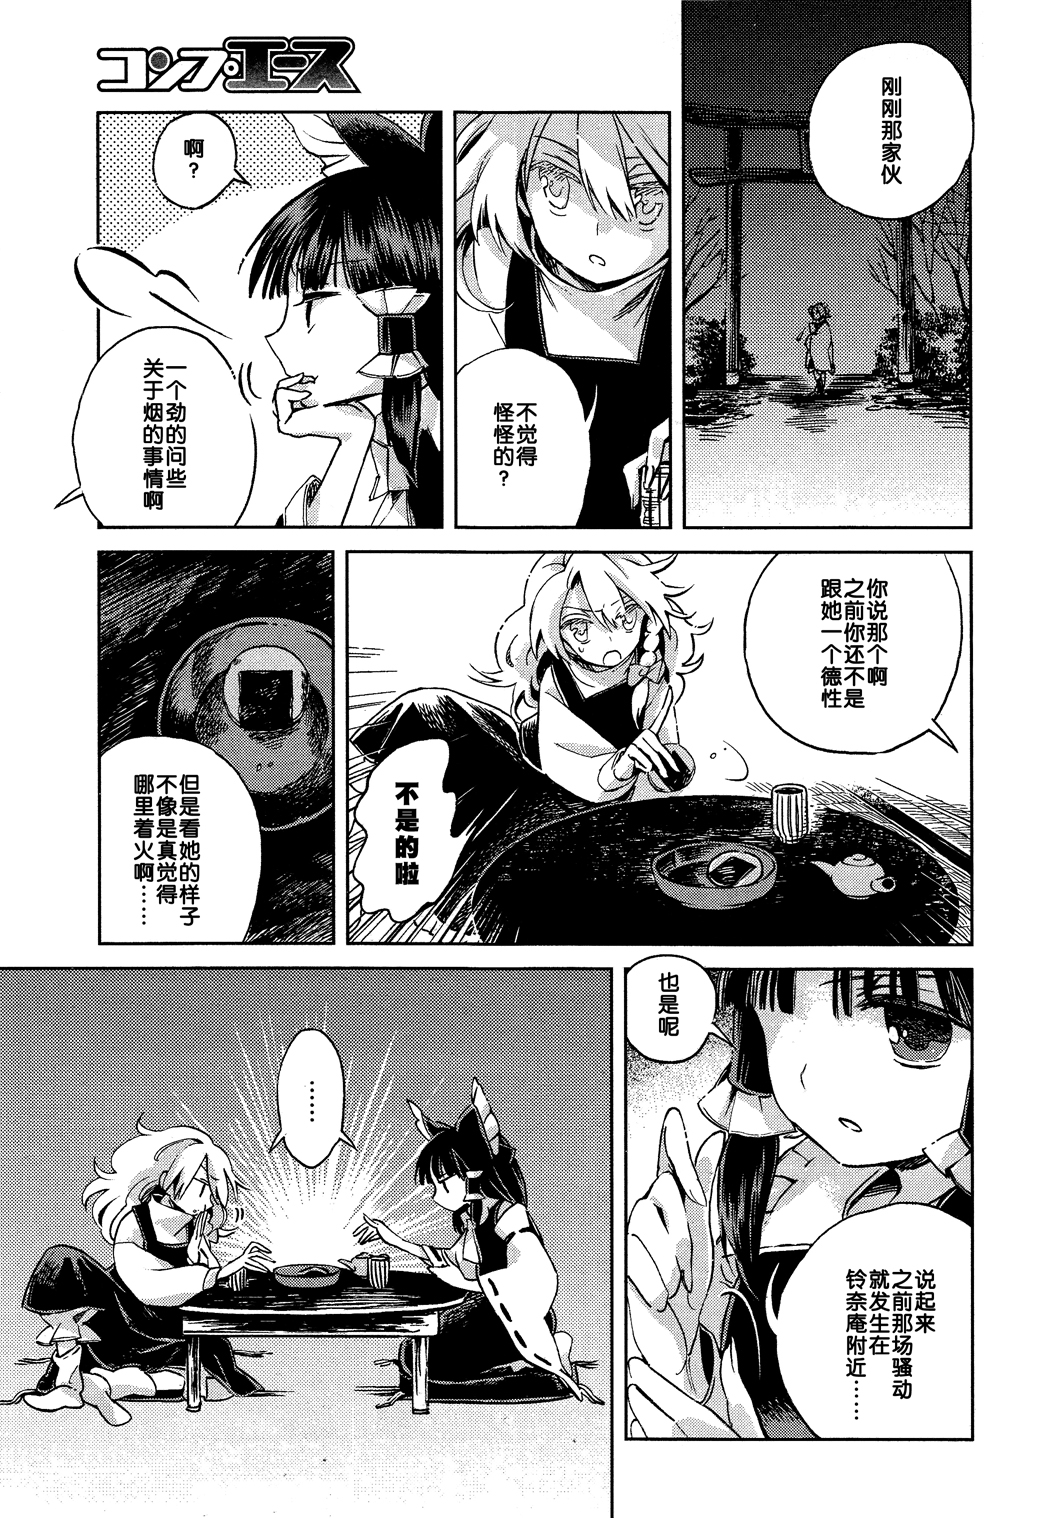 コンプ・エース
刚刚那家伙
不觉得
怪怪的？
啊？
一个劲的问些
关于烟的事情啊
你说那个啊
之前你还不是
跟她一个德性
不是的啦
但是看她的样子
不像是真觉得
哪里着火啊……
也是呢
说起来
之前那场骚动
就发生在
铃奈庵附近……
……